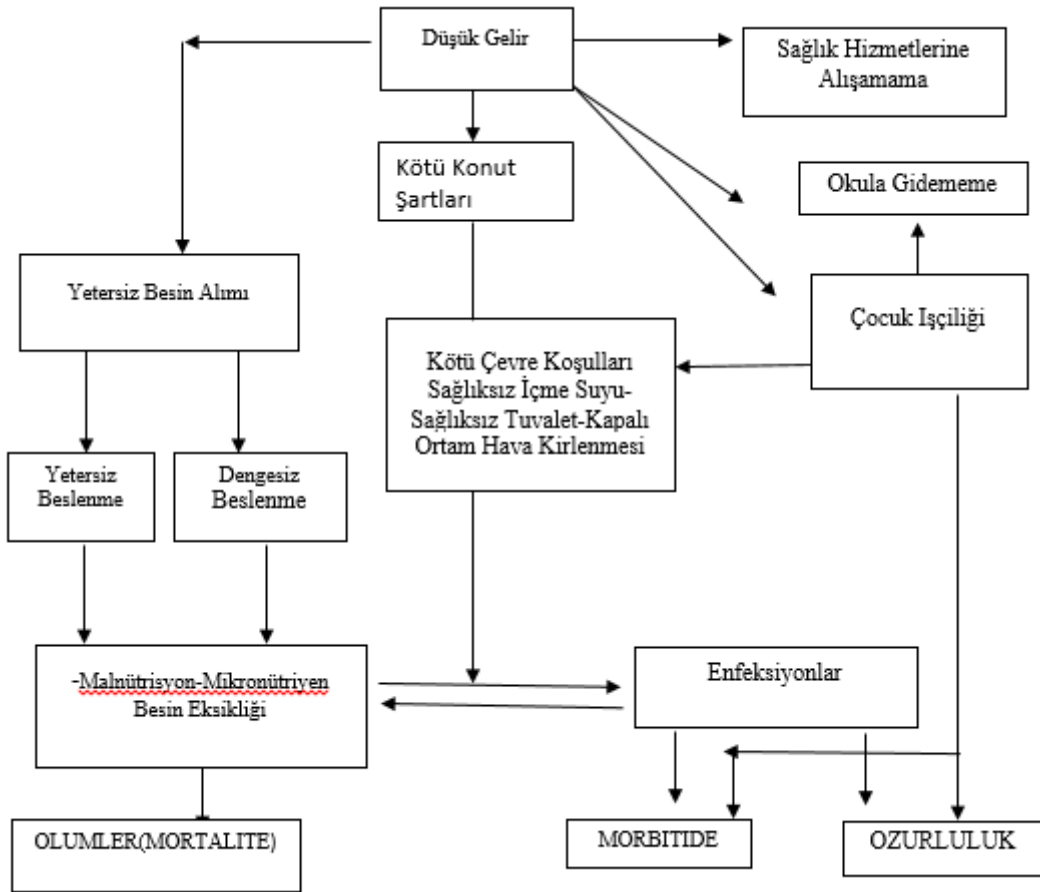 Düşük Gelir
Sağlık Hizmetlerine
Alışamama
Kötü Konut
Şartları
Okula Gidememe
Yetersiz Besin Alımı
Çocuk Işçiliği
Kötü Çevre Koşulları
Sağlıksız İçme Suyu-
Sağlıksız Tuvalet-Kapalı
Ortam Hava Kirlenmesi
Yetersiz
Beslenme
Dengesiz
Beslenme
-Malnütrisyon-Mikronütriyen
Besin Eksikliği
Enfeksiyonlar
OLUMLER(MORTALITE)
MORBITIDE
OZURLULUK